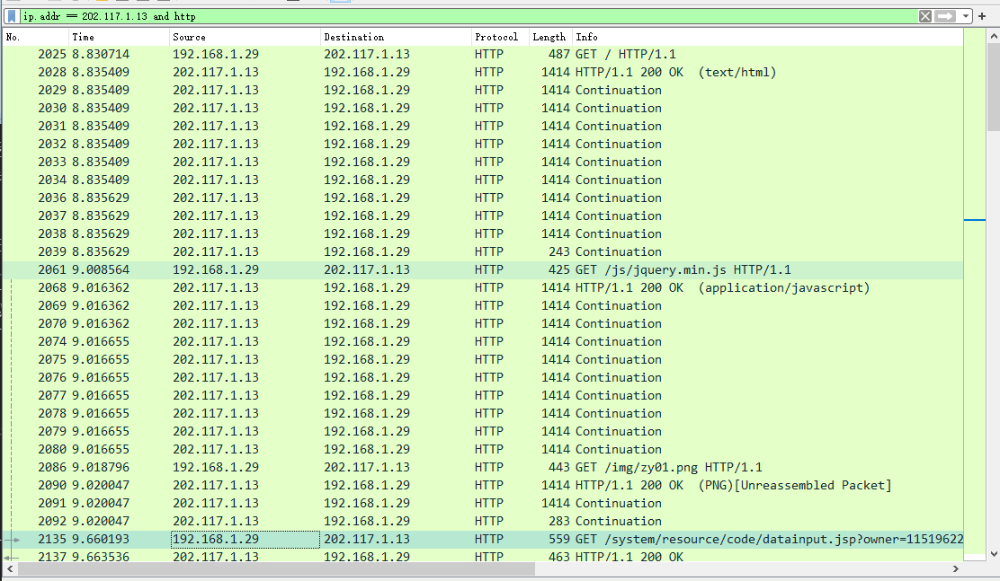 ip.addr == 202.117.1.13 and http
No. Time Source Destination Protocol Length Info
2025 8.830714 192.168.1.29 202.117.1.13 HTTP 487 GET / HTTP/1.1
2028 8.835409 202.117.1.13 192.168.1.29 HTTP 1414 HTTP/1.1 200 OK (text/html)
2029 8.835409 202.117.1.13 192.168.1.29 HTTP 1414 Continuation
2030 8.835409 202.117.1.13 192.168.1.29 HTTP 1414 Continuation
2031 8.835409 202.117.1.13 192.168.1.29 HTTP 1414 Continuation
2032 8.835409 202.117.1.13 192.168.1.29 HTTP 1414 Continuation
2033 8.835409 202.117.1.13 192.168.1.29 HTTP 1414 Continuation
2034 8.835409 202.117.1.13 192.168.1.29 HTTP 1414 Continuation
2036 8.835629 202.117.1.13 192.168.1.29 HTTP 1414 Continuation
2037 8.835629 202.117.1.13 192.168.1.29 HTTP 1414 Continuation
2038 8.835629 202.117.1.13 192.168.1.29 HTTP 1414 Continuation
2039 8.835629 202.117.1.13 192.168.1.29 HTTP 243 Continuation
2061 9.008564 192.168.1.29 202.117.1.13 HTTP 425 GET /js/jquery.min.js HTTP/1.1
2068 9.016362 202.117.1.13 192.168.1.29 HTTP 1414 HTTP/1.1 200 OK (application/javascript)
2069 9.016362 202.117.1.13 192.168.1.29 HTTP 1414 Continuation
2070 9.016362 202.117.1.13 192.168.1.29 HTTP 1414 Continuation
2074 9.016655 202.117.1.13 192.168.1.29 HTTP 1414 Continuation
2075 9.016655 202.117.1.13 192.168.1.29 HTTP 1414 Continuation
2076 9.016655 202.117.1.13 192.168.1.29 HTTP 1414 Continuation
2077 9.016655 202.117.1.13 192.168.1.29 HTTP 1414 Continuation
2078 9.016655 202.117.1.13 192.168.1.29 HTTP 1414 Continuation
2079 9.016655 202.117.1.13 192.168.1.29 HTTP 1414 Continuation
2080 9.016655 202.117.1.13 192.168.1.29 HTTP 1414 Continuation
2086 9.018796 192.168.1.29 202.117.1.13 HTTP 443 GET /img/zy01.png HTTP/1.1
2090 9.020047 202.117.1.13 192.168.1.29 HTTP 1414 HTTP/1.1 200 OK (PNG)[Unreassembled Packet]
2091 9.020047 202.117.1.13 192.168.1.29 HTTP 1414 Continuation
2092 9.020047 202.117.1.13 192.168.1.29 HTTP 283 Continuation
2135 9.660193 192.168.1.29 202.117.1.13 HTTP 559 GET /system/resource/code/datainput.jsp?owner=11519622
2137 9.663536 202.117.1.13 192.168.1.29 HTTP 463 HTTP/1.1 200 OK